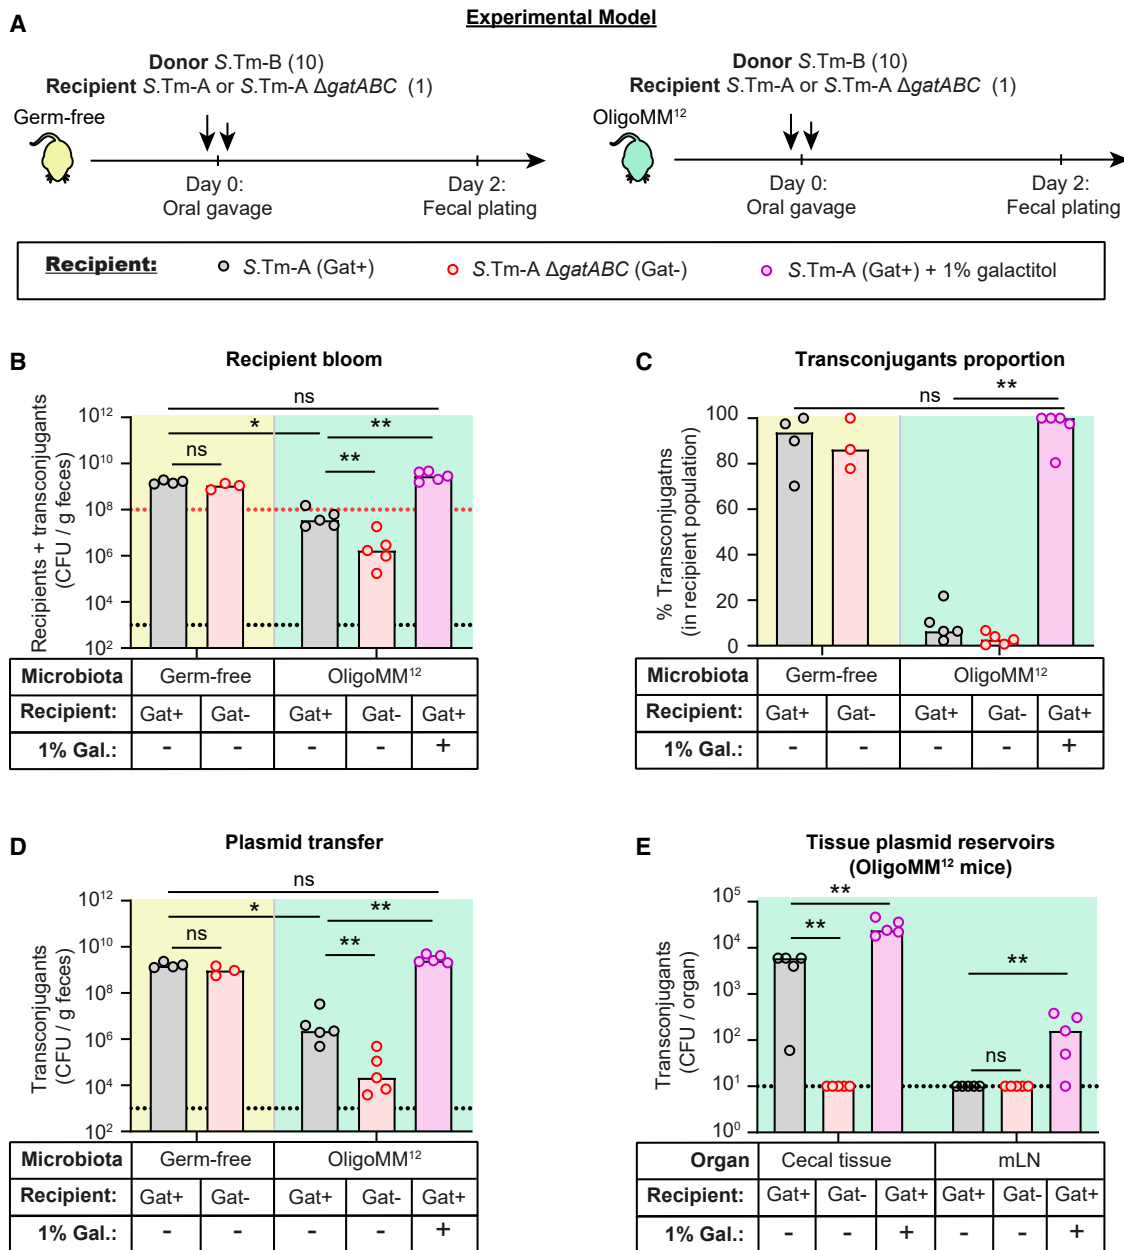 A
Experimental Model
Donor S.Tm-B (10)
Recipient S.Tm-A or S.Tm-A ΔgatABC (1)
Germ-free
Day 0:
Oral gavage
Day 2:
Fecal plating
Donor S.Tm-B (10)
Recipient S.Tm-A or S.Tm-A ΔgatABC (1)
OligoMM¹²
Day 0:
Oral gavage
Day 2:
Fecal plating
Recipient: S.Tm-A (Gat+) S.Tm-A ΔgatABC (Gat-) S.Tm-A (Gat+) + 1% galactitol
B
Recipient bloom
Recipients + transconjugants
(CFU / g feces)
10¹²
10¹⁰
10⁸
10⁶
10⁴
10²
ns
* **
ns **
Microbiota Germ-free OligoMM¹²
Recipient: Gat+ Gat- Gat+ Gat- Gat+
1% Gal.: - - - - +
C
Transconjugants proportion
% Transconjugatns
(in recipient population)
100
80
60
40
20
0
ns **
Microbiota Germ-free OligoMM¹²
Recipient: Gat+ Gat- Gat+ Gat- Gat+
1% Gal.: - - - - +
D
Plasmid transfer
Transconjugants
(CFU / g feces)
10¹²
10¹⁰
10⁸
10⁶
10⁴
10²
ns
* **
ns **
Microbiota Germ-free OligoMM¹²
Recipient: Gat+ Gat- Gat+ Gat- Gat+
1% Gal.: - - - - +
E
Tissue plasmid reservoirs
(OligoMM¹² mice)
Transconjugants
(CFU / organ)
10⁵
10⁴
10³
10²
10¹
10⁰
**
**
**
ns
Organ Cecal tissue mLN
Recipient: Gat+ Gat- Gat+ Gat+ Gat- Gat+
1% Gal.: - - + - - +